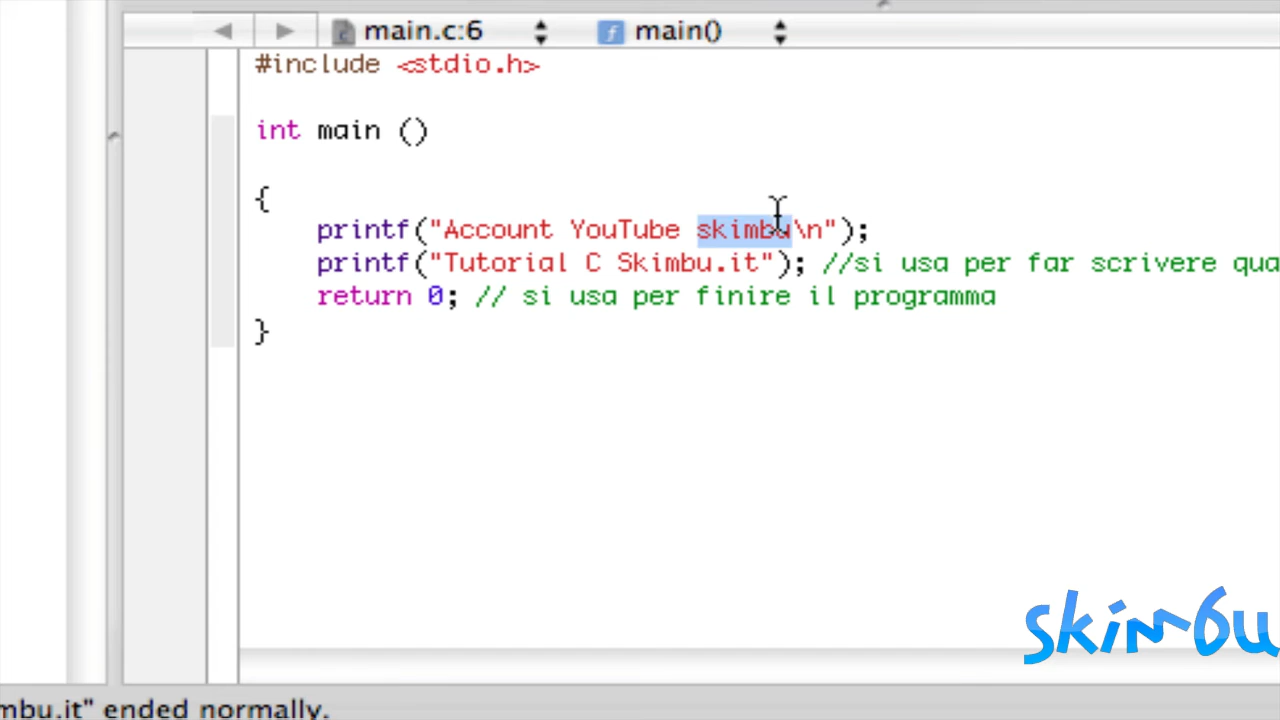 main.c:6 main()
#include <stdio.h>
int main ()
{
printf("Account YouTube skimbu\n");
printf("Tutorial C Skimbu.it"); //si usa per far scrivere qua
return 0; // si usa per finire il programma
}
skimbu
mbu.it" ended normally.